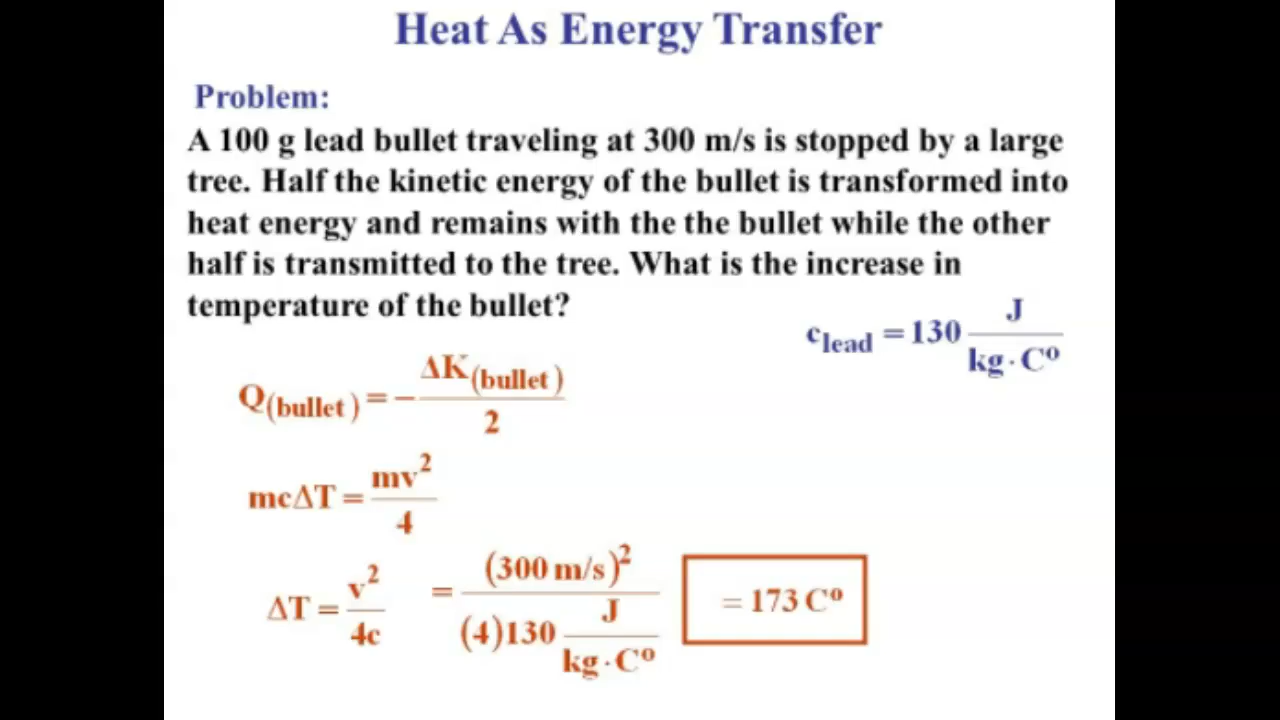 Heat As Energy Transfer
Problem:
A 100 g lead bullet traveling at 300 m/s is stopped by a large
tree. Half the kinetic energy of the bullet is transformed into
heat energy and remains with the the bullet while the other
half is transmitted to the tree. What is the increase in
temperature of the bullet?
c_lead = 130 J / kg · Cº
Q(bullet) = − ΔK(bullet) / 2
mcΔT = mv² / 4
ΔT = v² / 4c = (300 m/s)² / (4)130 J / kg · Cº = 173 Cº